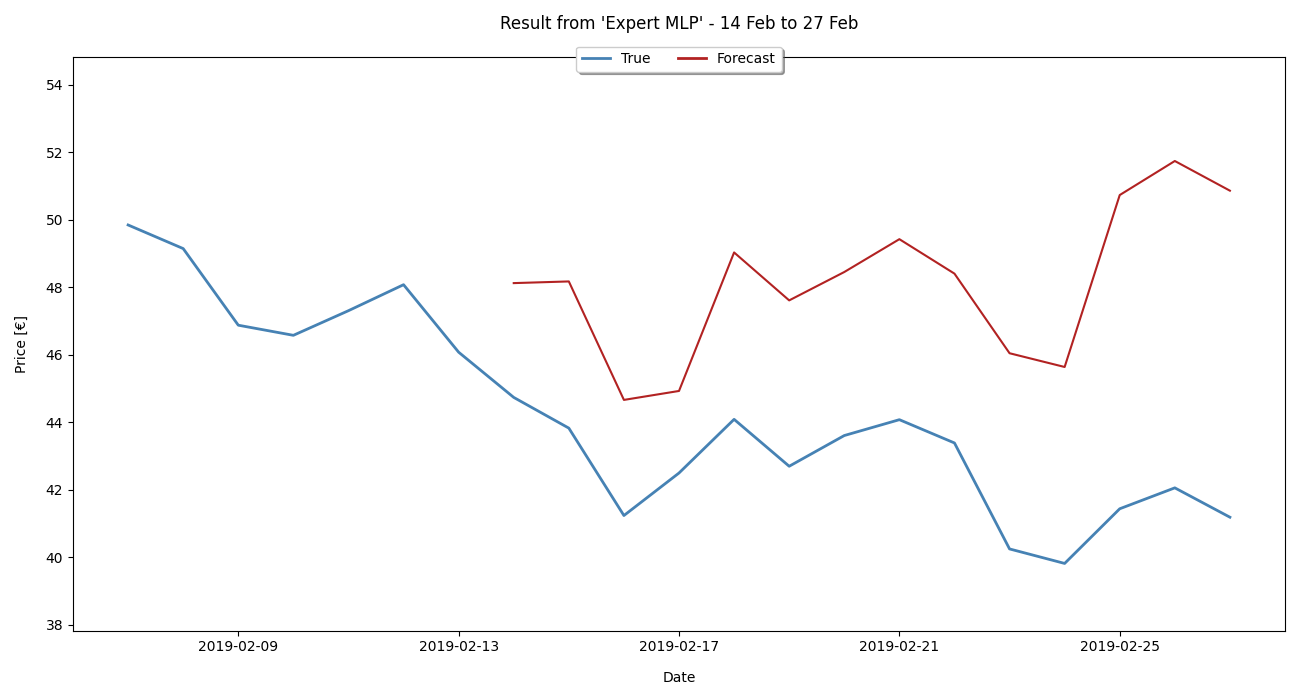 Result from 'Expert MLP' - 14 Feb to 27 Feb
True Forecast
54
52
50
48
46
44
42
40
38
Price [€]
2019-02-09 2019-02-13 2019-02-17 2019-02-21 2019-02-25
Date